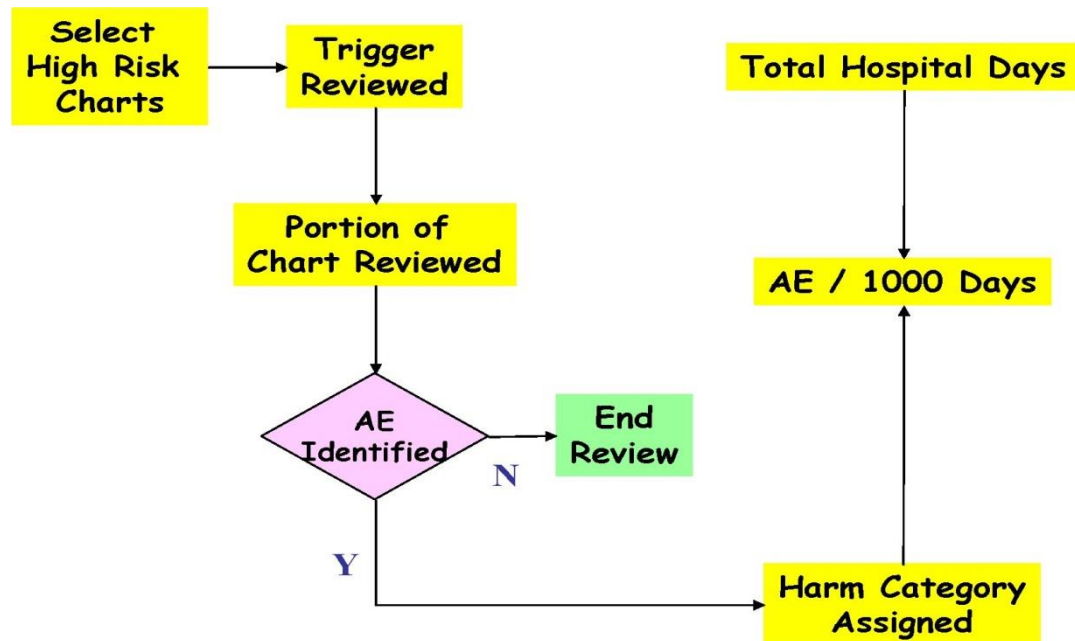 Select
High Risk
Charts
Trigger
Reviewed
Total Hospital Days
Portion of
Chart Reviewed
AE / 1000 Days
AE
Identified
End
Review
N
Y
Harm Category
Assigned